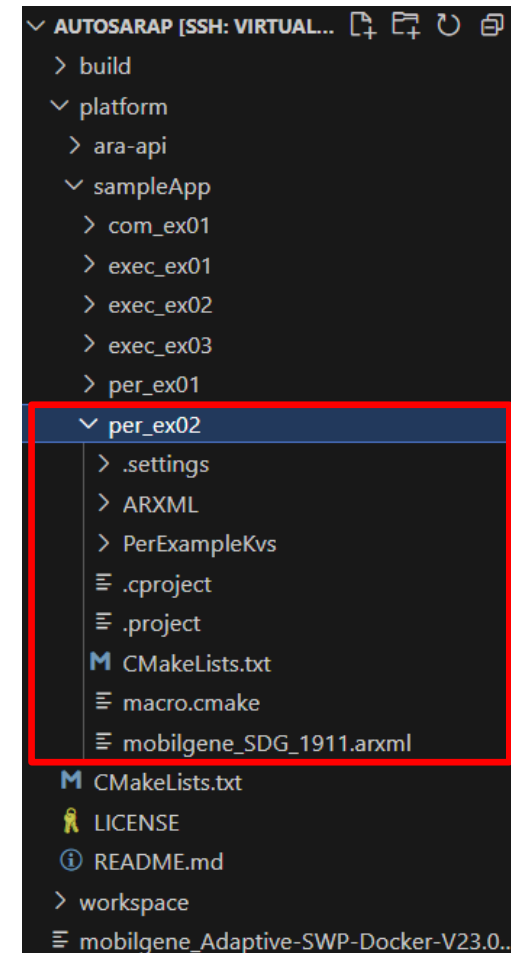 AUTOSARAP [SSH: VIRTUAL...
build
platform
ara-api
sampleApp
com_ex01
exec_ex01
exec_ex02
exec_ex03
per_ex01
per_ex02
.settings
ARXML
PerExampleKvs
.cproject
.project
M CMakeLists.txt
macro.cmake
mobilgene_SDG_1911.arxml
M CMakeLists.txt
LICENSE
README.md
workspace
mobilgene_Adaptive-SWP-Docker-V23.0..